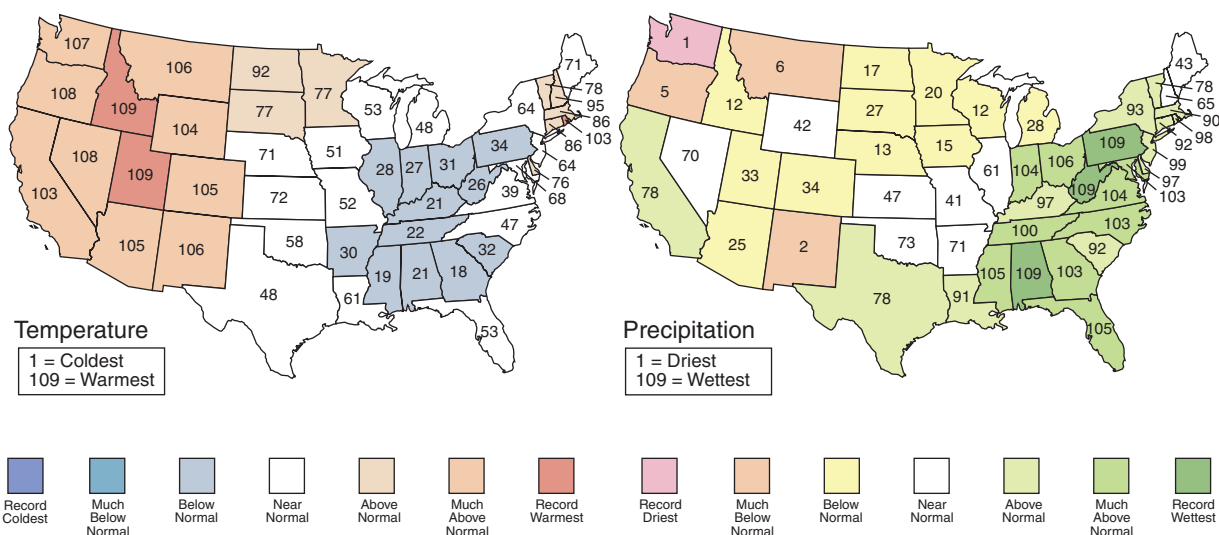 107
106
92
77
71
108
109
77
53
48
64
78
95
86
103
86
64
76
68
104
71
51
28
27
31
34
26
39
108
109
105
72
52
21
47
103
105
106
58
30
22
32
48
61
19
21
18
53
Temperature
1 = Coldest
109 = Warmest
1
6
17
20
12
28
43
78
65
90
98
92
99
97
103
5
12
42
27
15
93
109
70
33
34
13
61
104
106
109
104
78
47
41
97
103
25
2
73
71
100
92
78
91
105
109
103
105
Precipitation
1 = Driest
109 = Wettest
Record
Coldest
Much
Below
Normal
Below
Normal
Near
Normal
Above
Normal
Much
Above
Normal
Record
Warmest
Record
Driest
Much
Below
Normal
Below
Normal
Near
Normal
Above
Normal
Much
Above
Normal
Record
Wettest